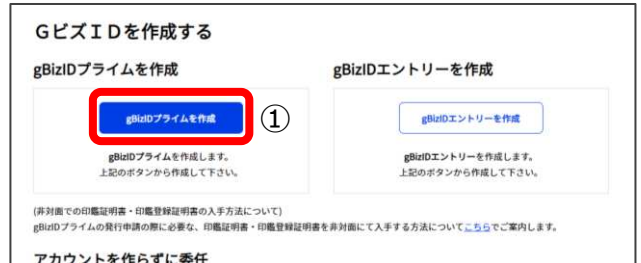 GビズIDを作成する
gBizIDプライムを作成
gBizIDエントリーを作成
gBizIDプライムを作成
①
gBizIDエントリーを作成
gBizIDプライムを作成します。
上記のボタンから作成して下さい。
gBizIDエントリーを作成します。
上記のボタンから作成して下さい。
(非対面での印鑑証明書・印鑑登録証明書の入手方法について)
gBizIDプライムの発行申請の際に必要な、印鑑証明書・印鑑登録証明書を非対面にて入手する方法についてこちらでご案内します。
アカウントを作らずに委任